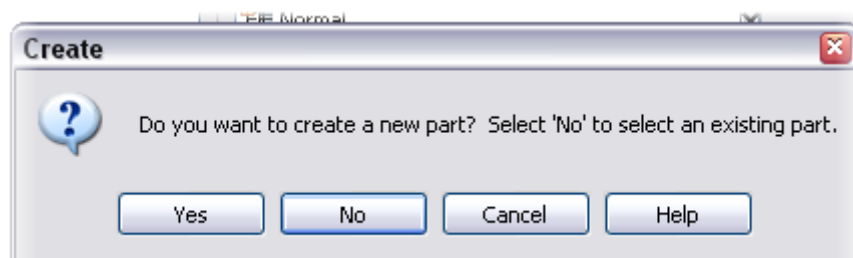 Normal
Create
Do you want to create a new part?  Select 'No' to select an existing part.
Yes
No
Cancel
Help